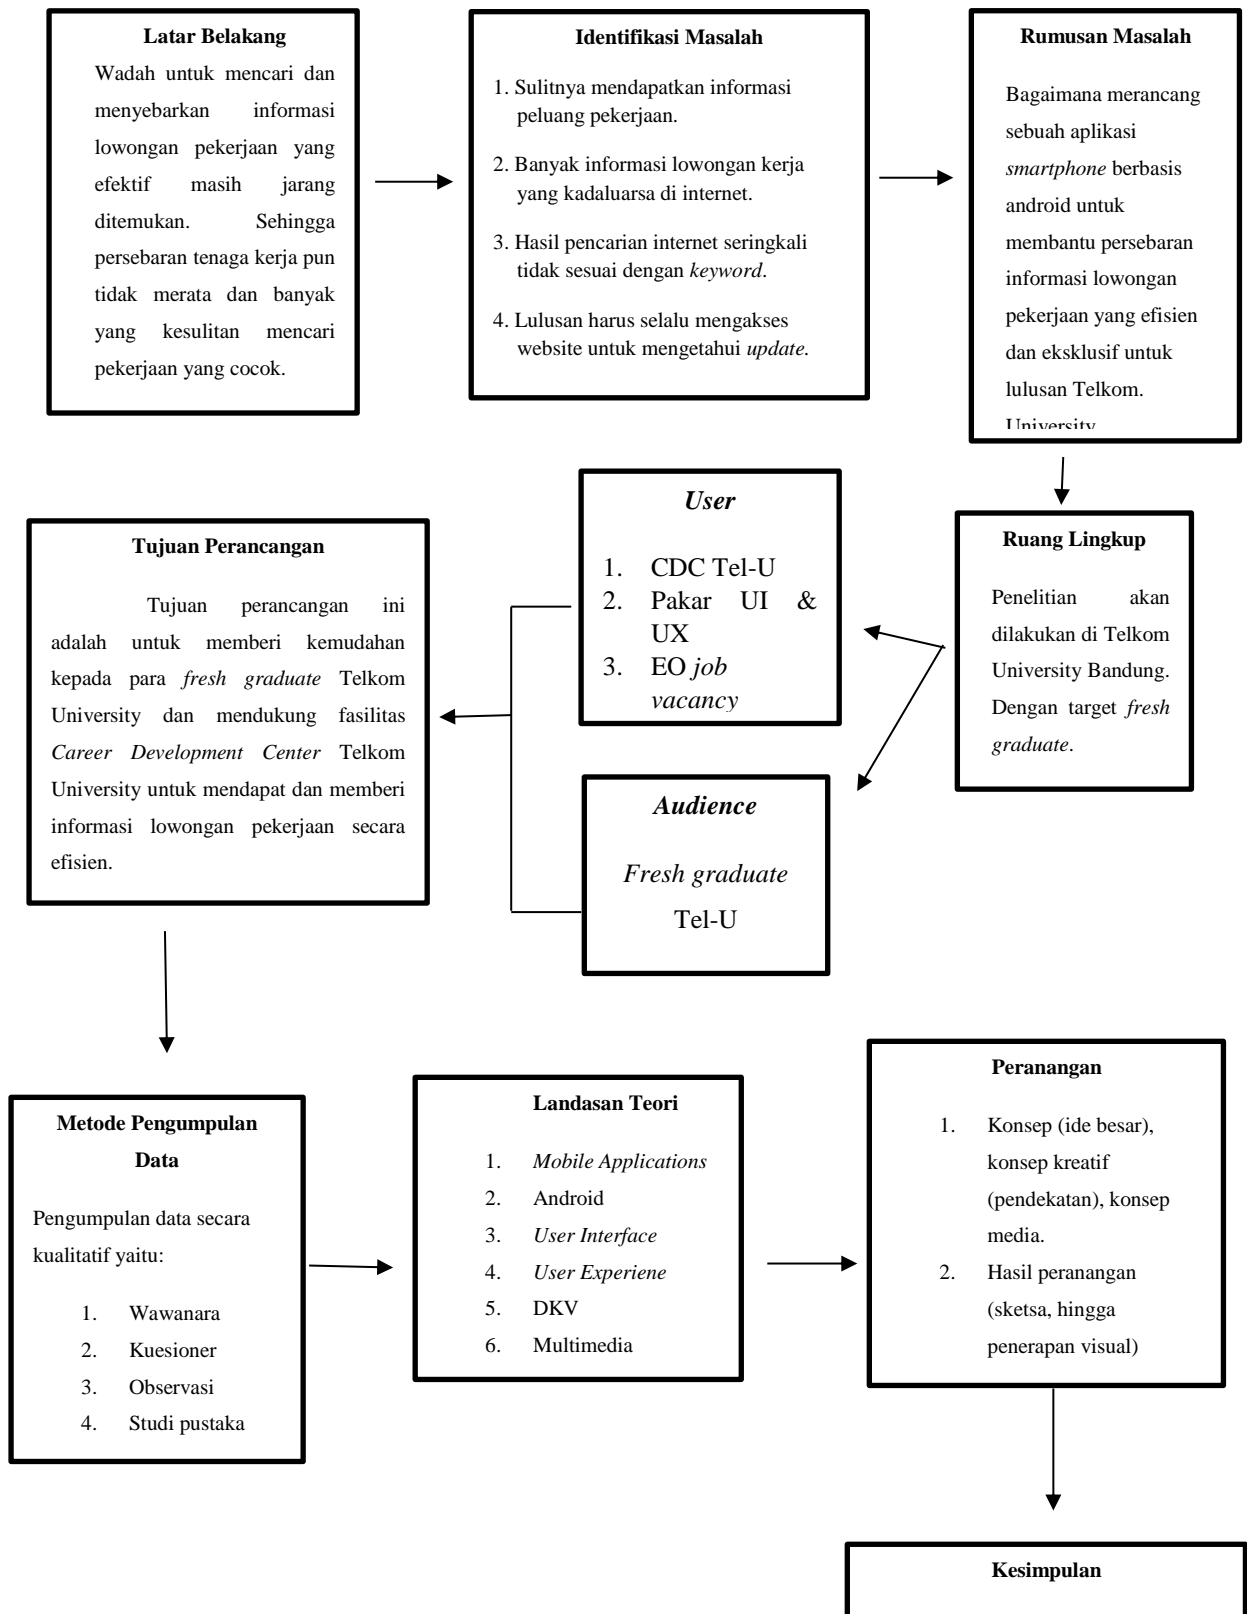 Latar Belakang
Wadah untuk mencari dan
menyebarkan informasi
lowongan pekerjaan yang
efektif masih jarang
ditemukan. Sehingga
persebaran tenaga kerja pun
tidak merata dan banyak
yang kesulitan mencari
pekerjaan yang cocok.
Identifikasi Masalah
1. Sulitnya mendapatkan informasi
peluang pekerjaan.
2. Banyak informasi lowongan kerja
yang kadaluarsa di internet.
3. Hasil pencarian internet seringkali
tidak sesuai dengan keyword.
4. Lulusan harus selalu mengakses
website untuk mengetahui update.
Rumusan Masalah
Bagaimana merancang
sebuah aplikasi
smartphone berbasis
android untuk
membantu persebaran
informasi lowongan
pekerjaan yang efisien
dan eksklusif untuk
lulusan Telkom.
University
Ruang Lingkup
Penelitian akan
dilakukan di Telkom
University Bandung.
Dengan target fresh
graduate.
User
1. CDC Tel-U
2. Pakar UI &
UX
3. EO job
vacancy
Audience
Fresh graduate
Tel-U
Tujuan Perancangan
Tujuan perancangan ini
adalah untuk memberi kemudahan
kepada para fresh graduate Telkom
University dan mendukung fasilitas
Career Development Center Telkom
University untuk mendapat dan memberi
informasi lowongan pekerjaan secara
efisien.
Metode Pengumpulan
Data
Pengumpulan data secara
kualitatif yaitu:
1. Wawanara
2. Kuesioner
3. Observasi
4. Studi pustaka
Landasan Teori
1. Mobile Applications
2. Android
3. User Interface
4. User Experiene
5. DKV
6. Multimedia
Peranangan
1. Konsep (ide besar),
konsep kreatif
(pendekatan), konsep
media.
2. Hasil peranangan
(sketsa, hingga
penerapan visual)
Kesimpulan